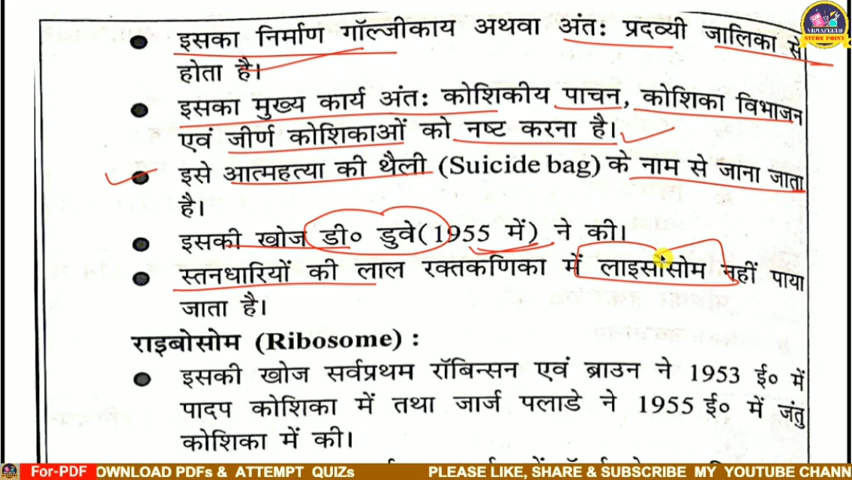 इसका निर्माण गॉल्जीकाय अथवा अंतः प्रदव्यी जालिका से
होता है।
इसका मुख्य कार्य अंतः कोशिकीय पाचन, कोशिका विभाजन
एवं जीर्ण कोशिकाओं को नष्ट करना है।
इसे आत्महत्या की थैली (Suicide bag) के नाम से जाना जाता
है।
इसकी खोज डी० डुवे(1955 में) ने की।
स्तनधारियों की लाल रक्तकणिका में लाइसोसोम नहीं पाया
जाता है।
राइबोसोम (Ribosome) :
इसकी खोज सर्वप्रथम रॉबिन्सन एवं ब्राउन ने 1953 ई० में
पादप कोशिका में तथा जार्ज पलाडे ने 1955 ई० में जंतु
कोशिका में की।
For-PDF DOWNLOAD PDFs & ATTEMPT QUIZs PLEASE LIKE, SHARE & SUBSCRIBE MY YOUTUBE CHANN